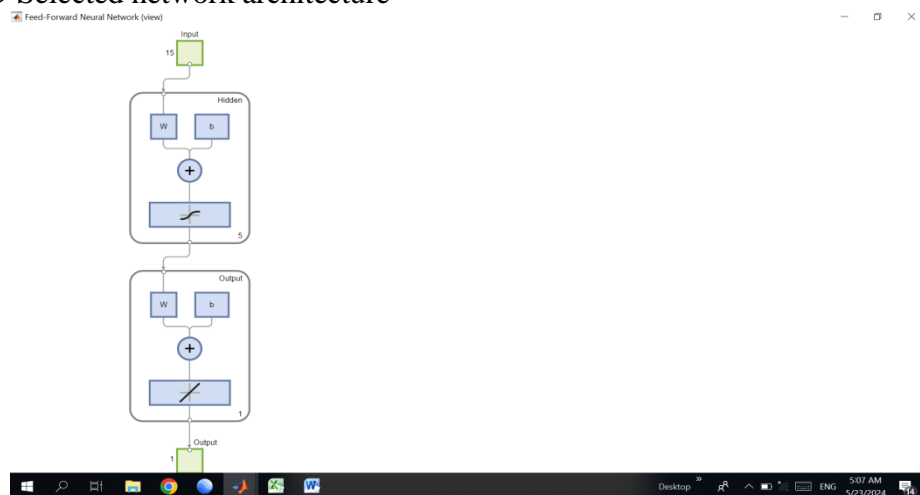 Selected network architecture
Feed-Forward Neural Network (view)
Input
15
Hidden
W
b
+
5
Output
W
b
+
1
Output
1
Desktop
ENG
5:07 AM
5/23/2024